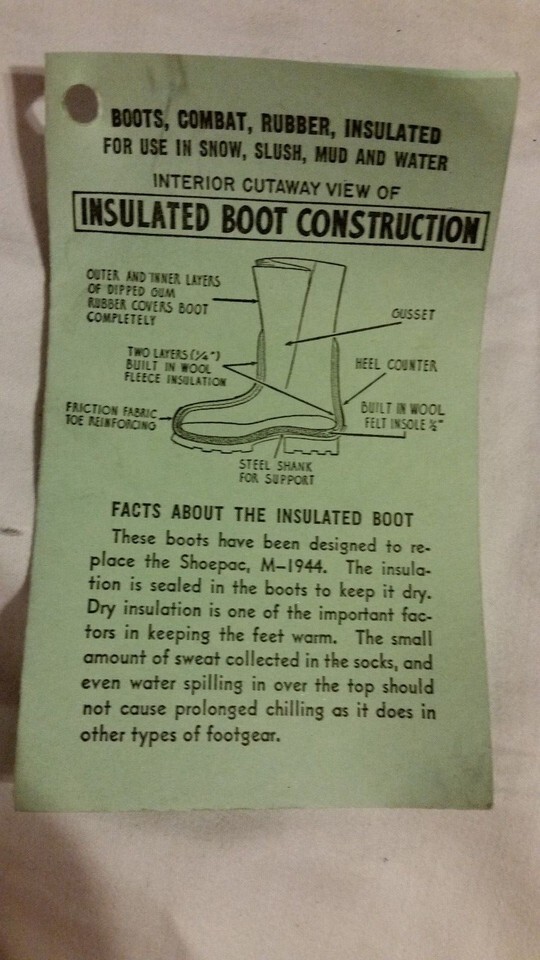 BOOTS, COMBAT, RUBBER, INSULATED
FOR USE IN SNOW, SLUSH, MUD AND WATER
INTERIOR CUTAWAY VIEW OF
INSULATED BOOT CONSTRUCTION
OUTER AND INNER LAYERS
OF DIPPED GUM
RUBBER COVERS BOOT
COMPLETELY
GUSSET
TWO LAYERS (¼")
BUILT IN WOOL
FLEECE INSULATION
HEEL COUNTER
FRICTION FABRIC
TOE REINFORCING
BUILT IN WOOL
FELT INSOLE ½"
STEEL SHANK
FOR SUPPORT
FACTS ABOUT THE INSULATED BOOT
These boots have been designed to re-
place the Shoepac, M-1944. The insula-
tion is sealed in the boots to keep it dry.
Dry insulation is one of the important fac-
tors in keeping the feet warm. The small
amount of sweat collected in the socks, and
even water spilling in over the top should
not cause prolonged chilling as it does in
other types of footgear.